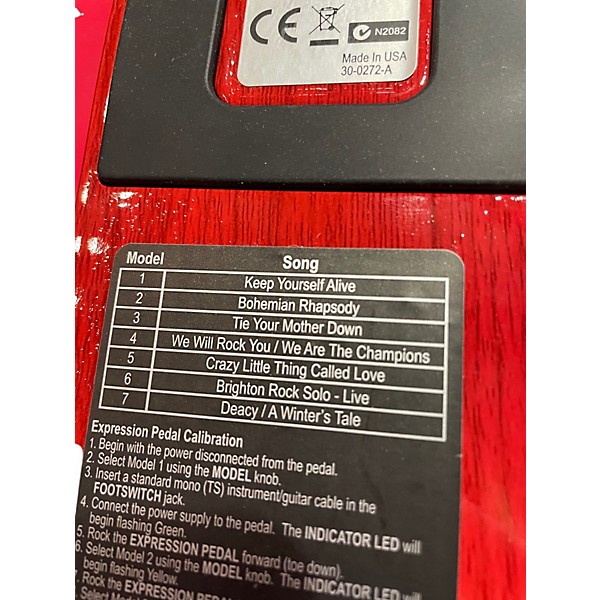 CE N2082
Made In USA
30-0272-A
Model Song
1 Keep Yourself Alive
2 Bohemian Rhapsody
3 Tie Your Mother Down
4 We Will Rock You / We Are The Champions
5 Crazy Little Thing Called Love
6 Brighton Rock Solo - Live
7 Deacy / A Winter's Tale
Expression Pedal Calibration
1. Begin with the power disconnected from the pedal.
2. Select Model 1 using the MODEL knob.
3. Insert a standard mono (TS) instrument/guitar cable in the
FOOTSWITCH jack.
4. Connect the power supply to the pedal. The INDICATOR LED will
begin flashing Green.
5. Rock the EXPRESSION PEDAL forward (toe down).
6. Select Model 2 using the MODEL knob. The INDICATOR LED will
begin flashing Yellow.
7. Rock the EXPRESSION PEDAL